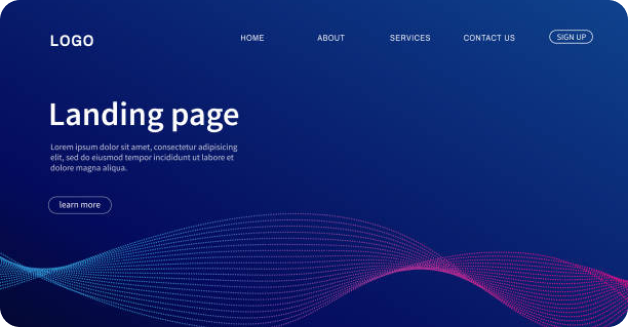 LOGO
HOME ABOUT SERVICES CONTACT US SIGN UP
Landing page
Lorem ipsum dolor sit amet, consectetur adipisicing
elit, sed do eiusmod tempor incididunt ut labore et
dolore magna aliqua.
learn more